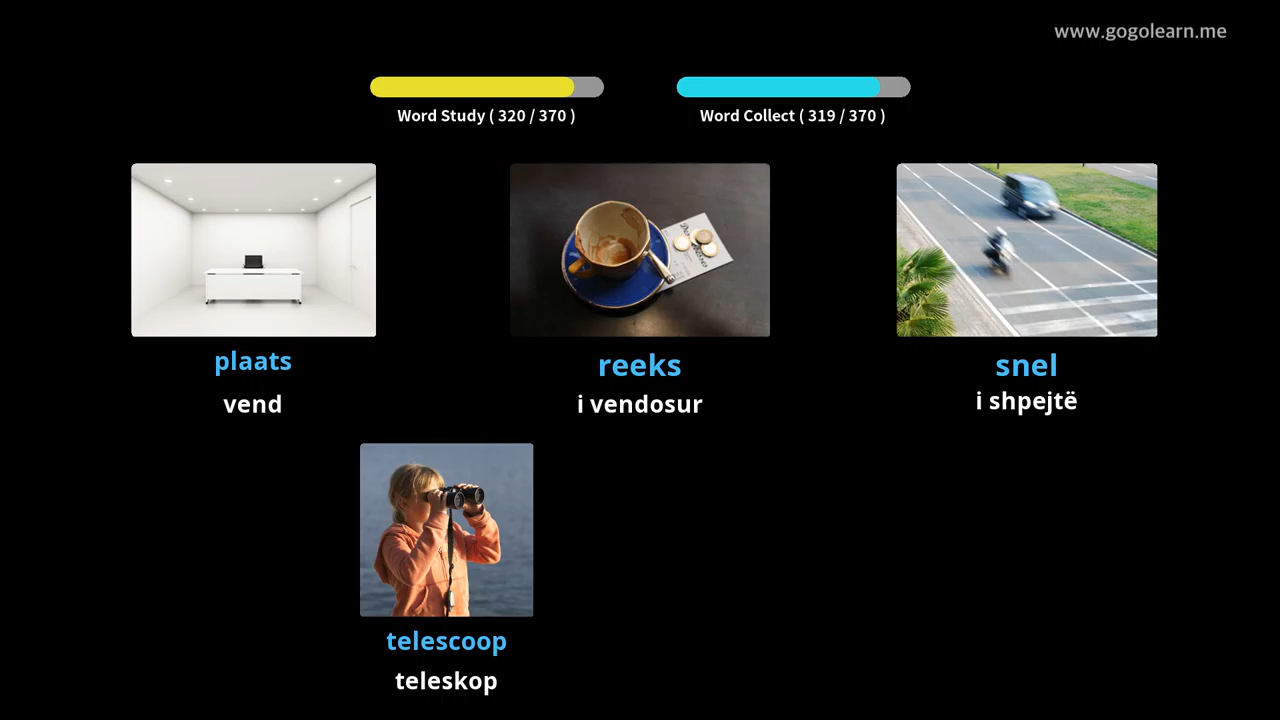 www.gogolearn.me
Word Study ( 320 / 370 )
Word Collect ( 319 / 370 )
plaats
vend
reeks
i vendosur
snel
i shpejtë
telescoop
teleskop